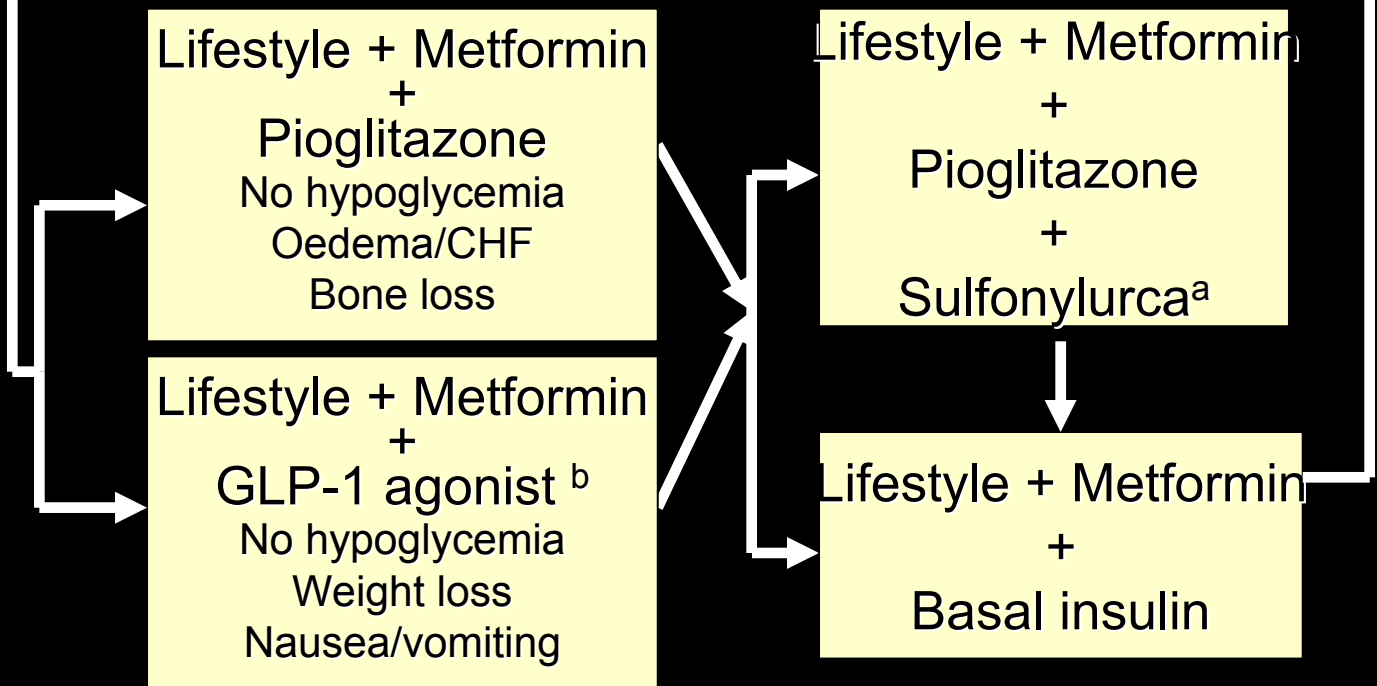 Lifestyle + Metformin
+
Pioglitazone
No hypoglycemia
Oedema/CHF
Bone loss
Lifestyle + Metformin
+
GLP-1 agonist ᵇ
No hypoglycemia
Weight loss
Nausea/vomiting
Lifestyle + Metformin
+
Pioglitazone
+
Sulfonylurcaᵃ
Lifestyle + Metformin
+
Basal insulin